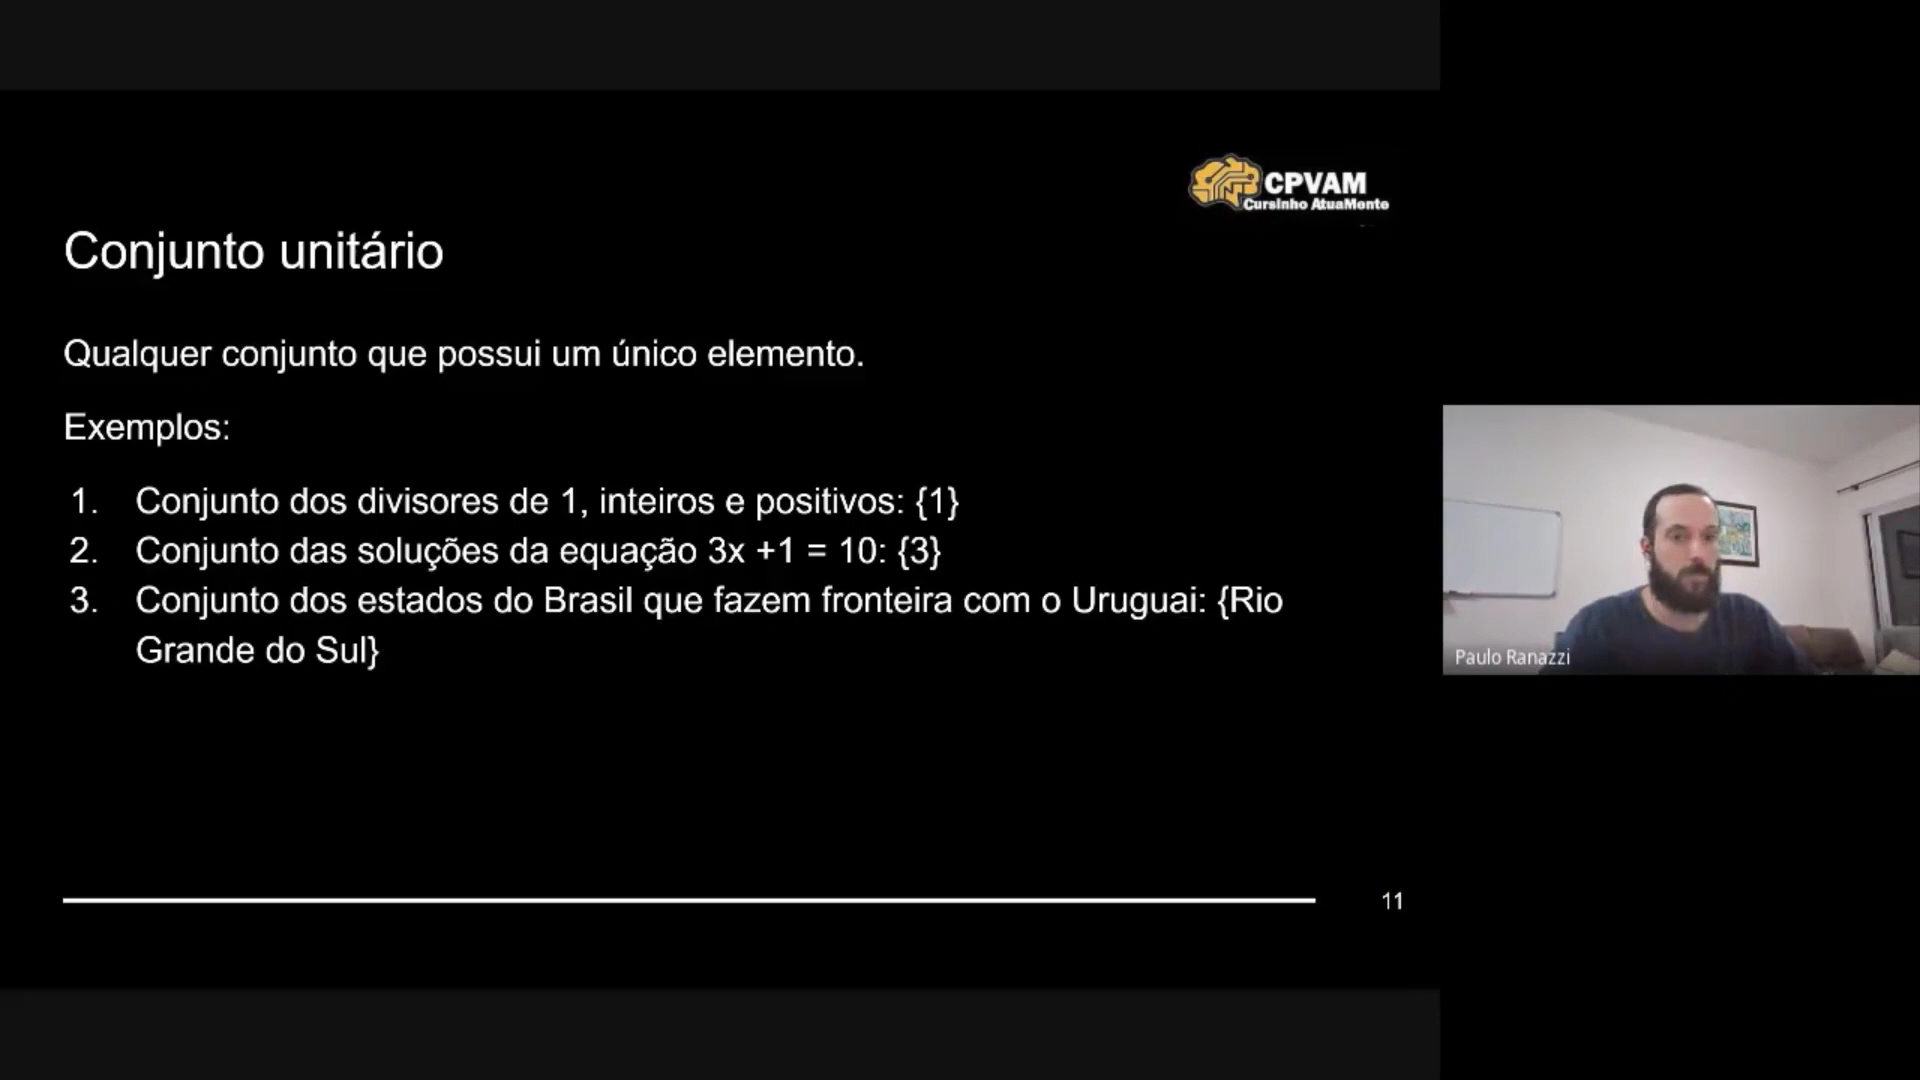 CPVAM
Cursinho AtuaMente
Conjunto unitário
Qualquer conjunto que possui um único elemento.
Exemplos:
1. Conjunto dos divisores de 1, inteiros e positivos: {1}
2. Conjunto das soluções da equação 3x +1 = 10: {3}
3. Conjunto dos estados do Brasil que fazem fronteira com o Uruguai: {Rio
Grande do Sul}
Paulo Ranazzi
11